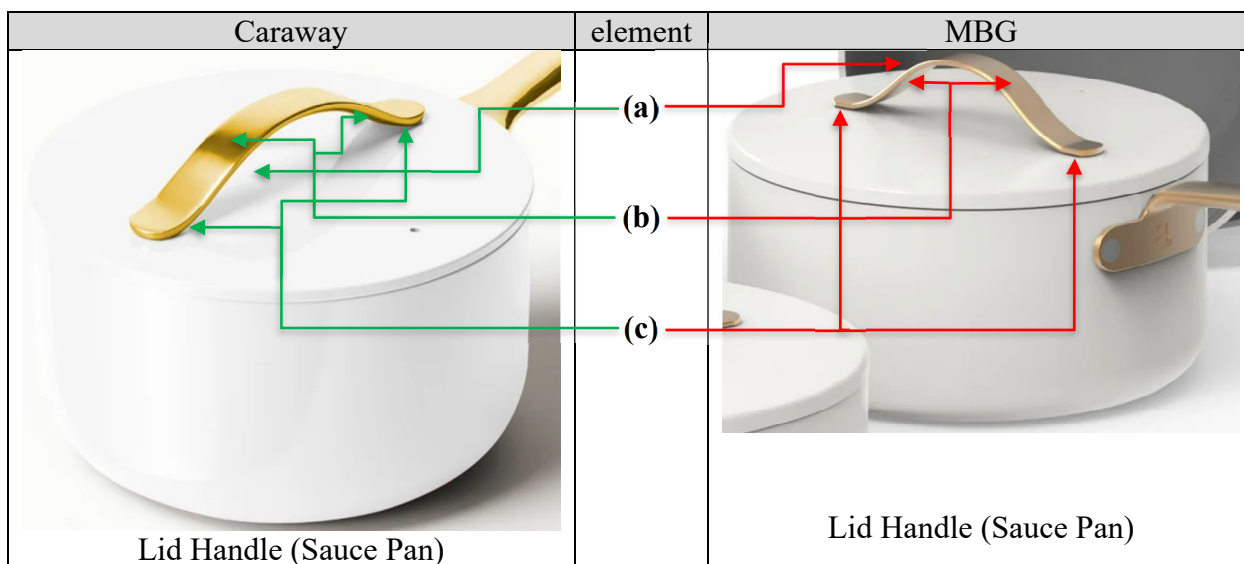 Caraway element MBG
(a)
(b)
(c)
Lid Handle (Sauce Pan)
Lid Handle (Sauce Pan)